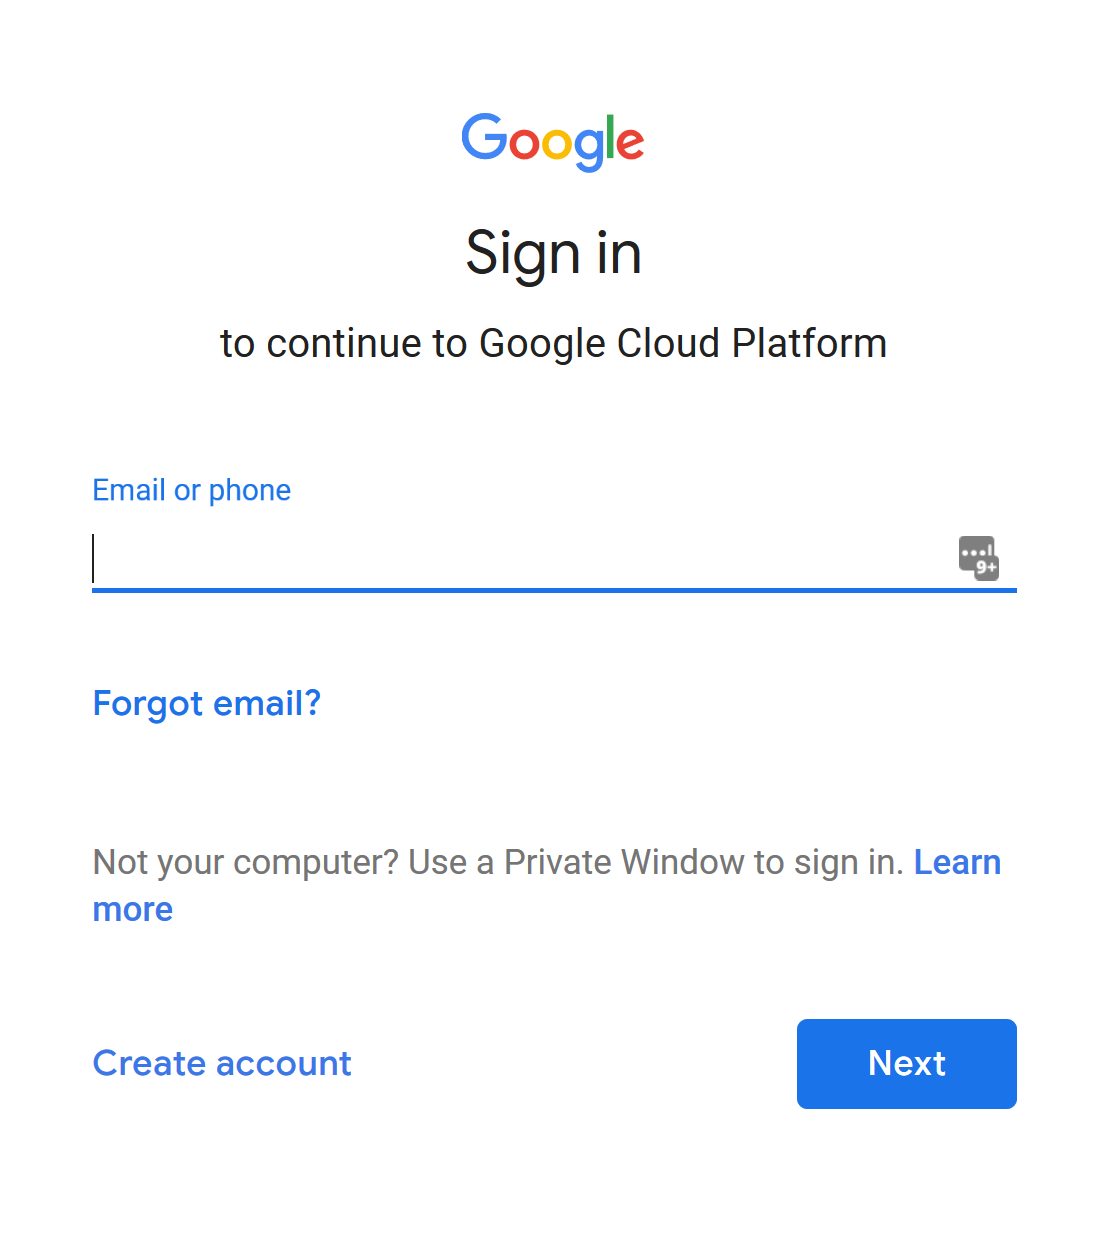 Google
Sign in
to continue to Google Cloud Platform
Email or phone
9+
Forgot email?
Not your computer? Use a Private Window to sign in. Learn
more
Create account
Next